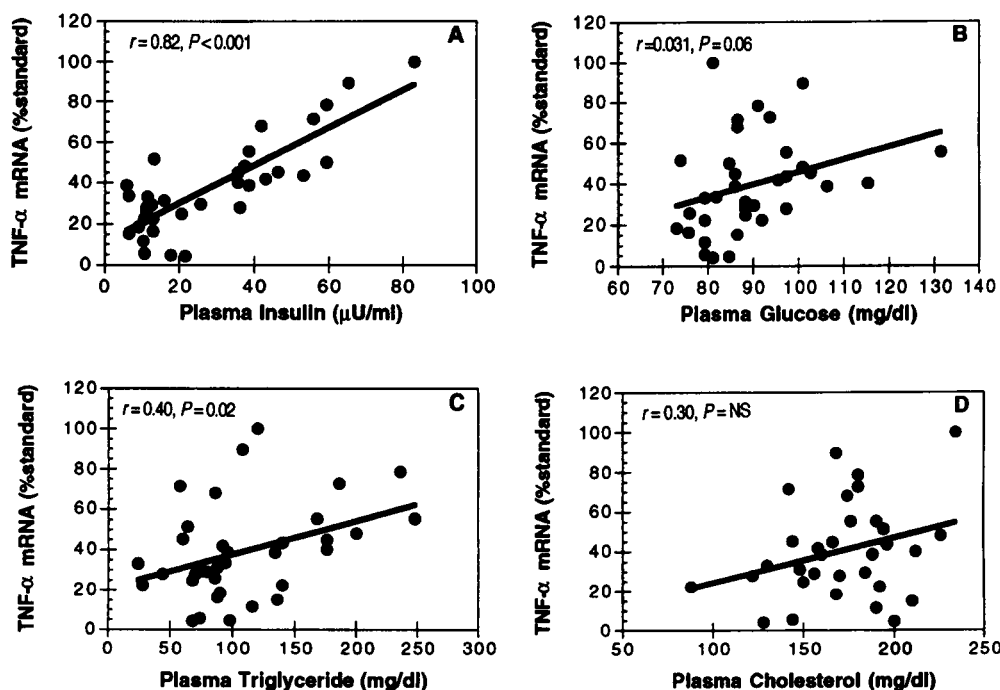 A
r=0.82, P<0.001
TNF-α mRNA (%standard)
120
100
80
60
40
20
0
0 20 40 60 80 100
Plasma Insulin (μU/ml)
B
r=0.031, P=0.06
TNF-α mRNA (%standard)
120
100
80
60
40
20
0
60 70 80 90 100 110 120 130 140
Plasma Glucose (mg/dl)
C
r=0.40, P=0.02
TNF-α mRNA (%standard)
120
100
80
60
40
20
0
0 50 100 150 200 250 300
Plasma Triglyceride (mg/dl)
D
r=0.30, P=NS
TNF-α mRNA (%standard)
120
100
80
60
40
20
0
50 100 150 200 250
Plasma Cholesterol (mg/dl)